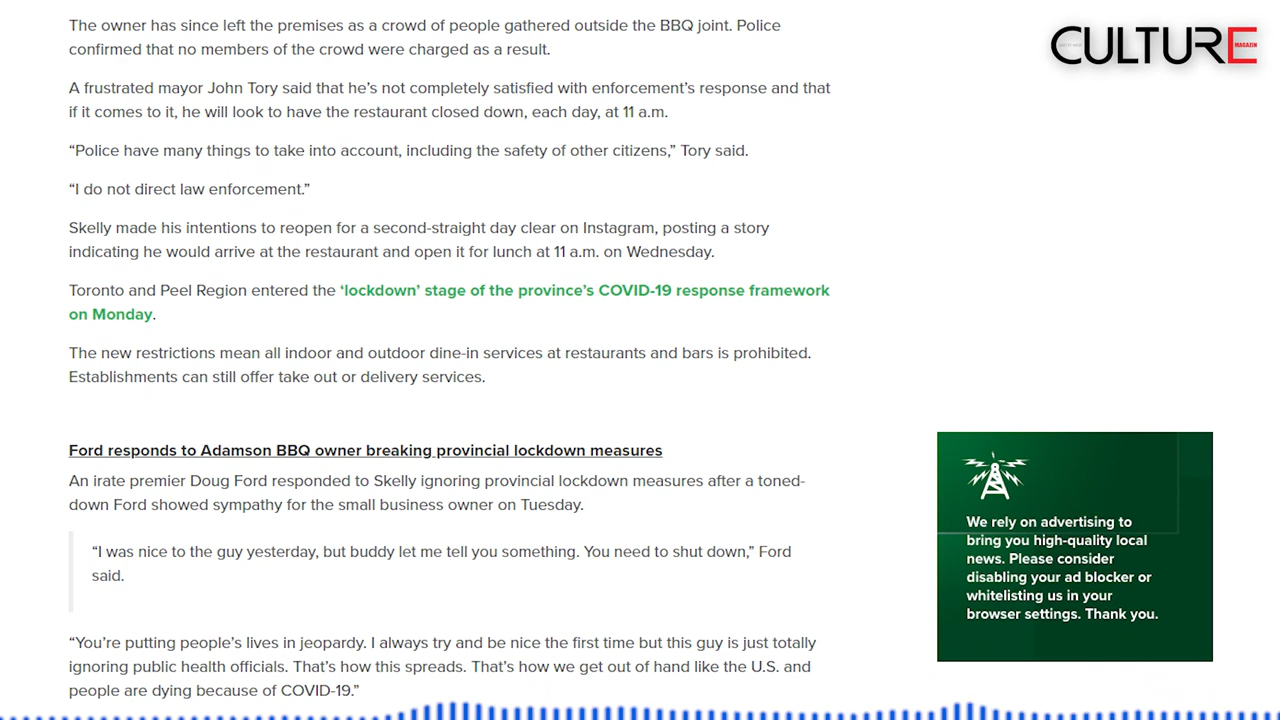 The owner has since left the premises as a crowd of people gathered outside the BBQ joint. Police
confirmed that no members of the crowd were charged as a result.
A frustrated mayor John Tory said that he’s not completely satisfied with enforcement’s response and that
if it comes to it, he will look to have the restaurant closed down, each day, at 11 a.m.
“Police have many things to take into account, including the safety of other citizens,” Tory said.
“I do not direct law enforcement.”
Skelly made his intentions to reopen for a second-straight day clear on Instagram, posting a story
indicating he would arrive at the restaurant and open it for lunch at 11 a.m. on Wednesday.
Toronto and Peel Region entered the ‘lockdown’ stage of the province’s COVID-19 response framework
on Monday.
The new restrictions mean all indoor and outdoor dine-in services at restaurants and bars is prohibited.
Establishments can still offer take out or delivery services.
Ford responds to Adamson BBQ owner breaking provincial lockdown measures
An irate premier Doug Ford responded to Skelly ignoring provincial lockdown measures after a toned-
down Ford showed sympathy for the small business owner on Tuesday.
“I was nice to the guy yesterday, but buddy let me tell you something. You need to shut down,” Ford
said.
“You’re putting people’s lives in jeopardy. I always try and be nice the first time but this guy is just totally
ignoring public health officials. That’s how this spreads. That’s how we get out of hand like the U.S. and
people are dying because of COVID-19.”
CULTURE
MAGAZIN
We rely on advertising to
bring you high-quality local
news. Please consider
disabling your ad blocker or
whitelisting us in your
browser settings. Thank you.